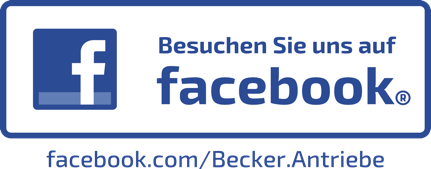 f
Besuchen Sie uns auf
facebook®
facebook.com/Becker.Antriebe